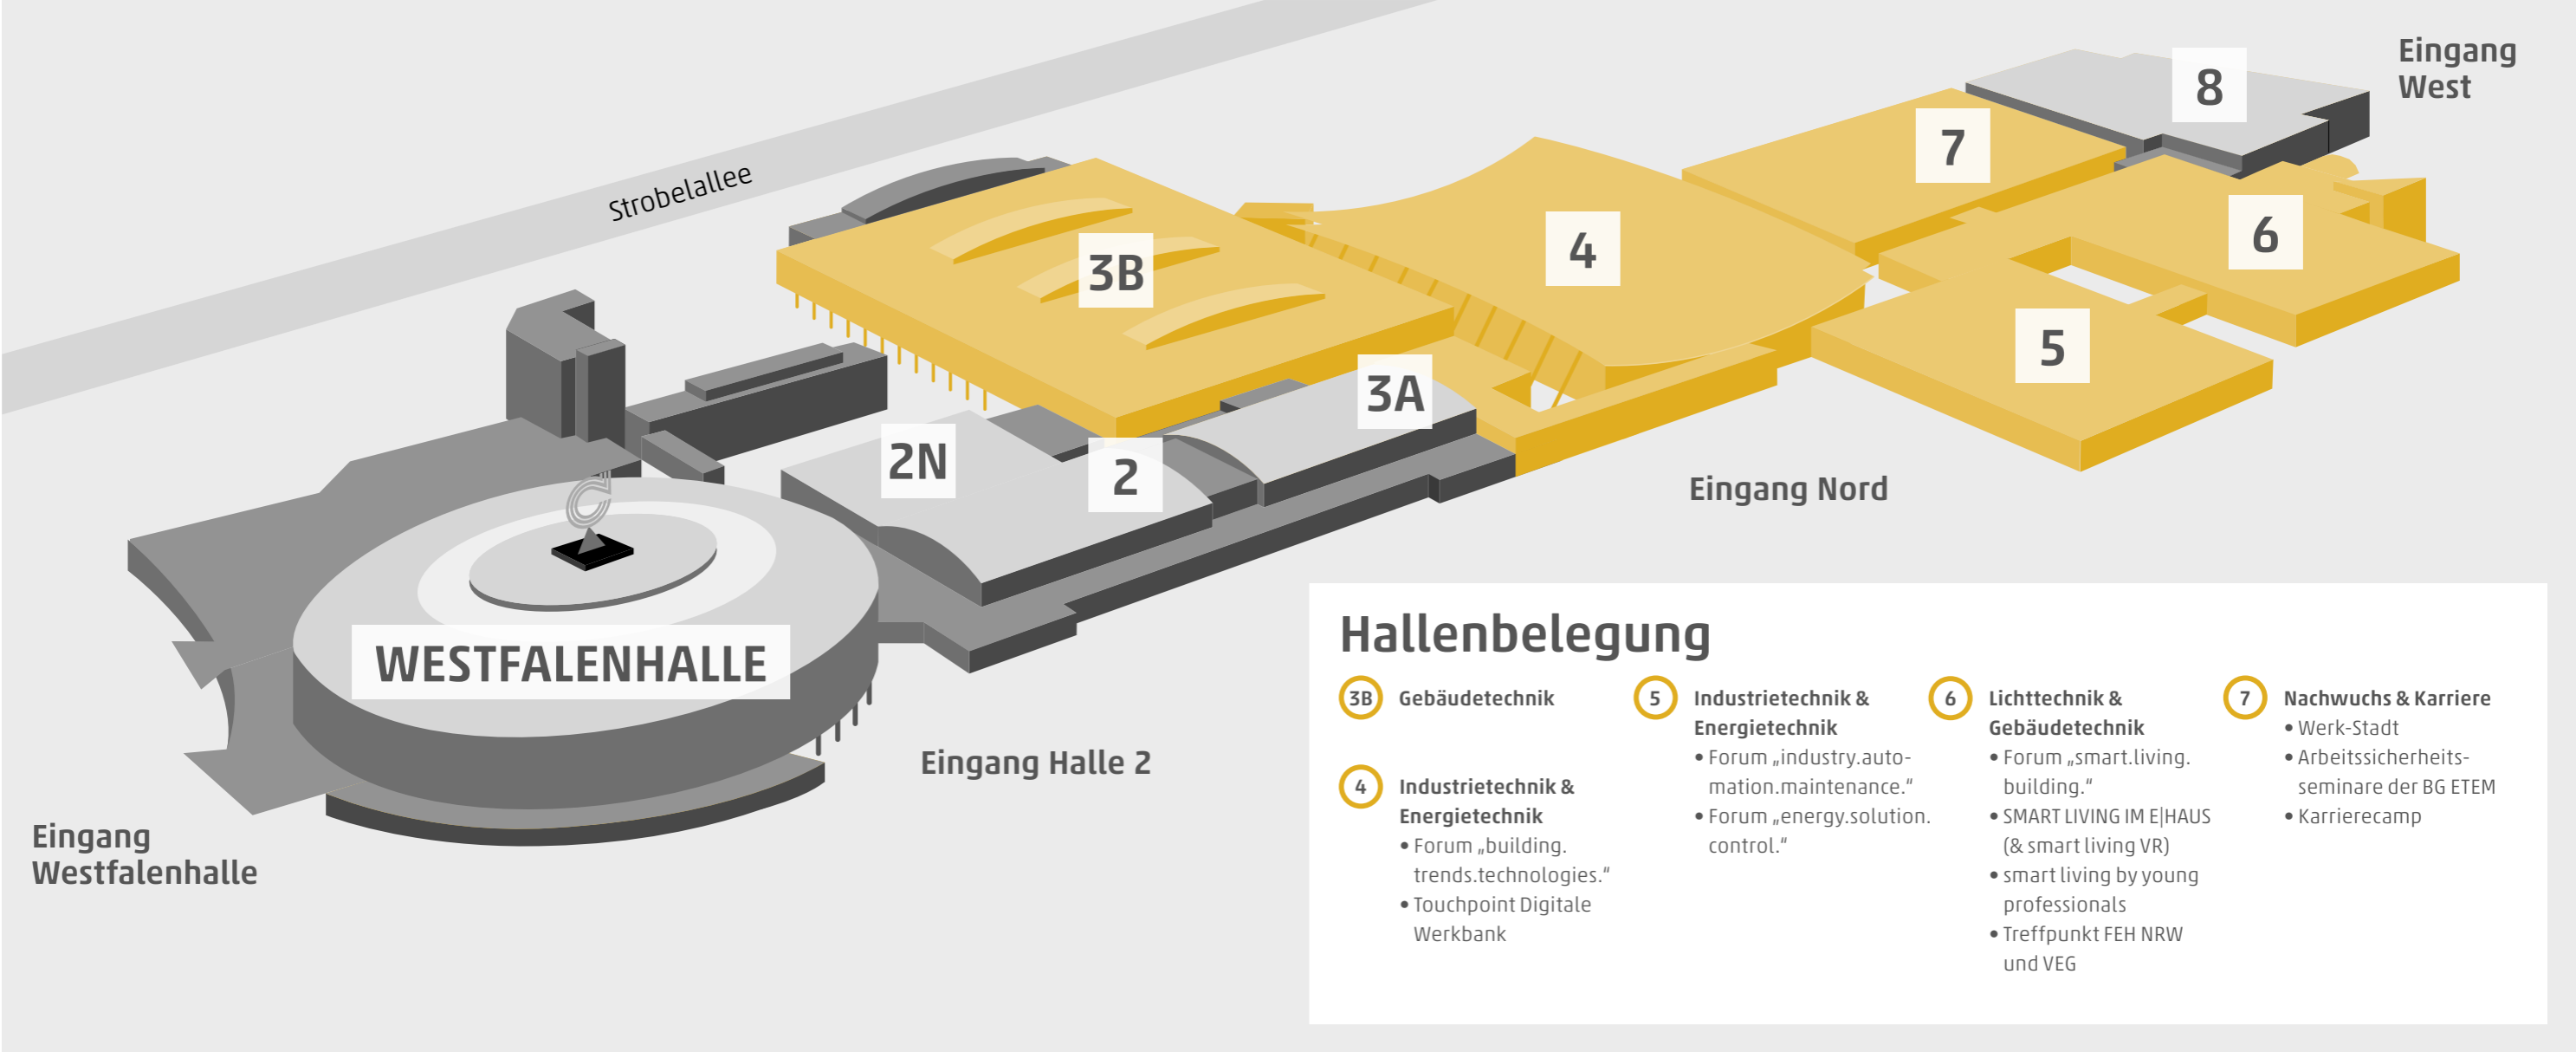 Strobelallee
Eingang
West
8
7
6
4
3B
5
3A
2N
2
Eingang Nord
WESTFALENHALLE
Eingang Halle 2
Eingang
Westfalenhalle
Hallenbelegung
3B Gebäudetechnik
4 Industrietechnik &
Energietechnik
• Forum „building.
trends.technologies.“
• Touchpoint Digitale
Werkbank
5 Industrietechnik &
Energietechnik
• Forum „industry.auto-
mation.maintenance.“
• Forum „energy.solution.
control.“
6 Lichttechnik &
Gebäudetechnik
• Forum „smart.living.
building.“
• SMART LIVING IM E|HAUS
(& smart living VR)
• smart living by young
professionals
• Treffpunkt FEH NRW
und VEG
7 Nachwuchs & Karriere
• Werk-Stadt
• Arbeitssicherheits-
seminare der BG ETEM
• Karrierecamp